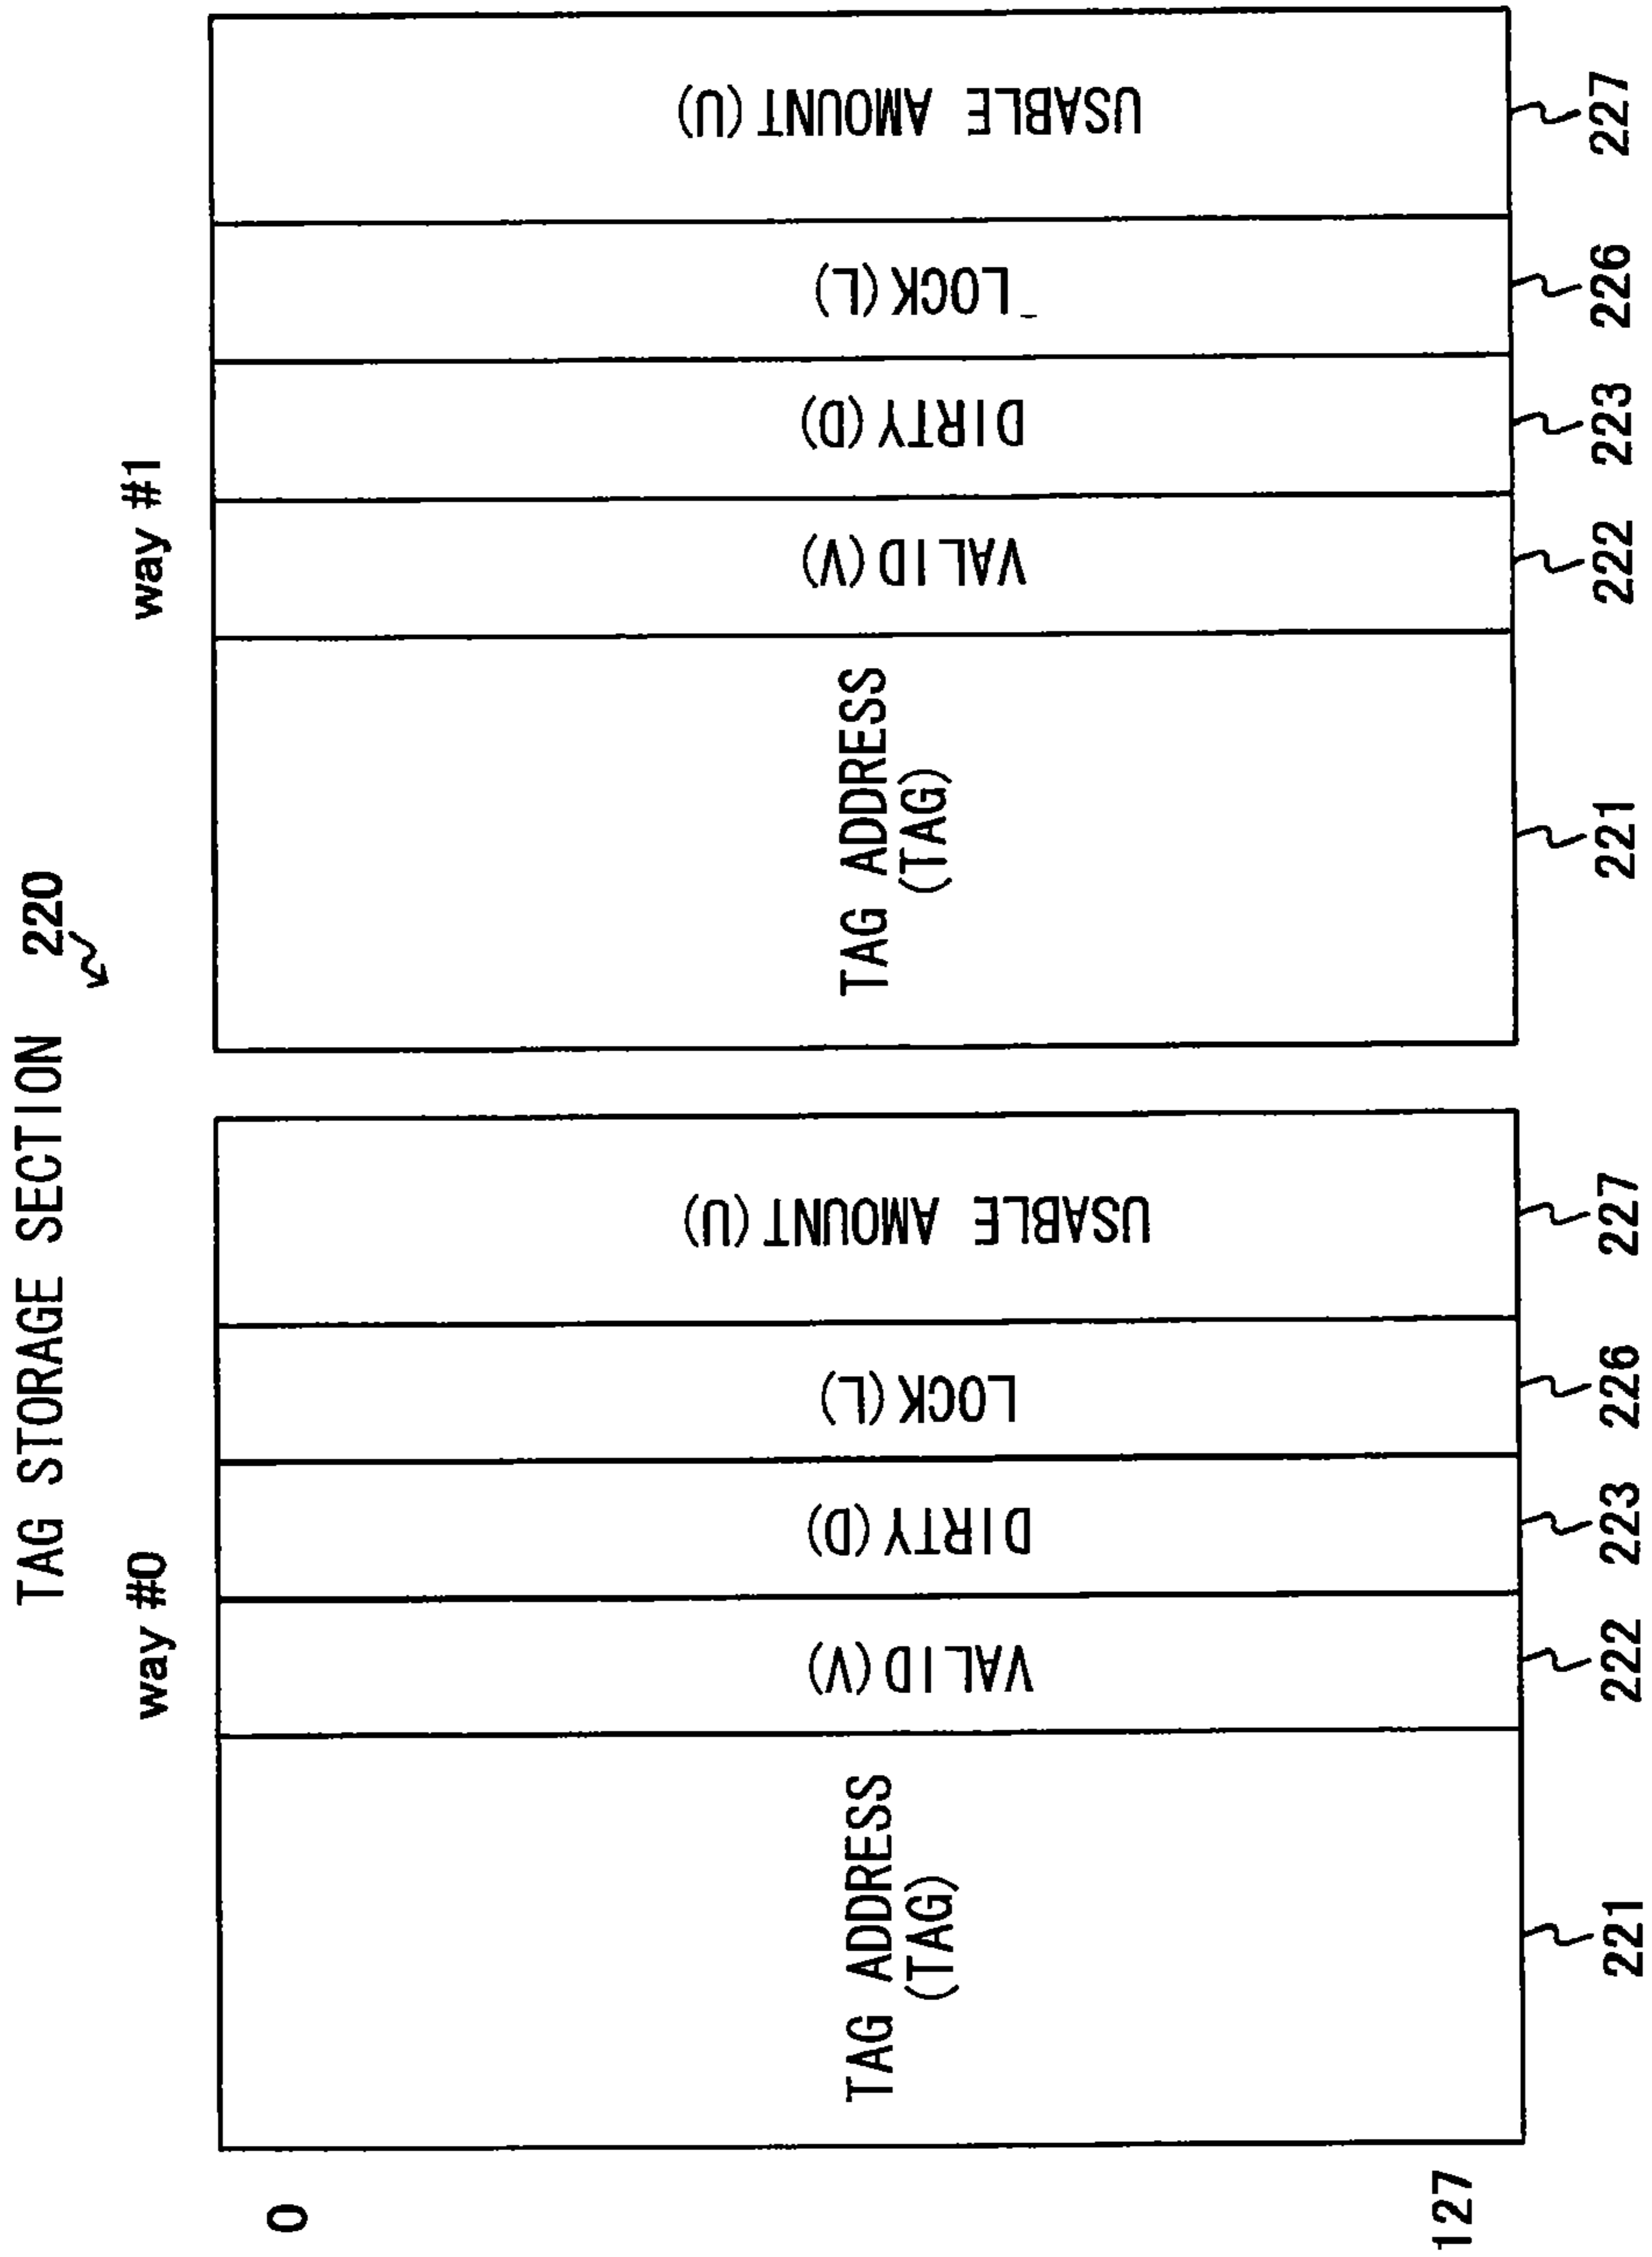 TAG STORAGE SECTION 220
way #0
way #1
0
127
TAG ADDRESS
(TAG)
VALID(V)
DIRTY(D)
LOCK(L)
USABLE AMOUNT(U)
TAG ADDRESS
(TAG)
VALID(V)
DIRTY(D)
LOCK(L)
USABLE AMOUNT(U)
221
222
223
226
227
221
222
223
226
227